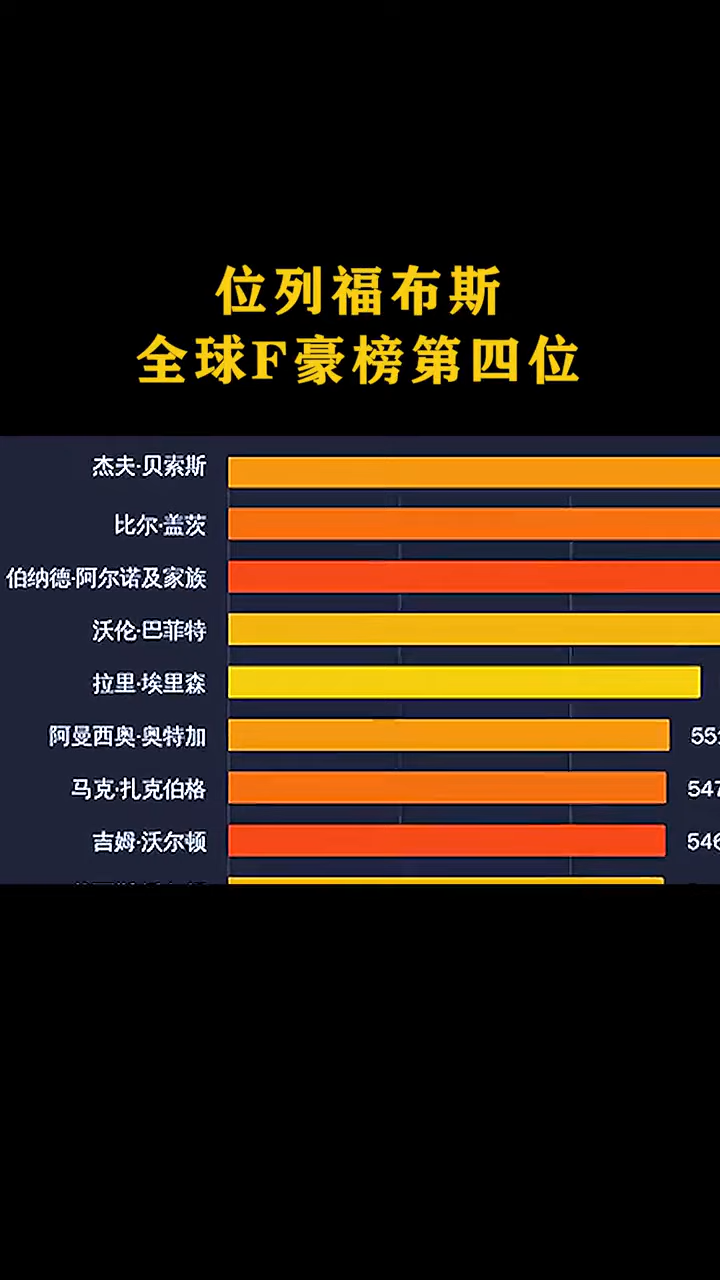 位列福布斯
全球F豪榜第四位
杰夫·贝索斯
比尔·盖茨
伯纳德·阿尔诺及家族
沃伦·巴菲特
拉里·埃里森
阿曼西奥·奥特加 551
马克·扎克伯格 547
吉姆·沃尔顿 546